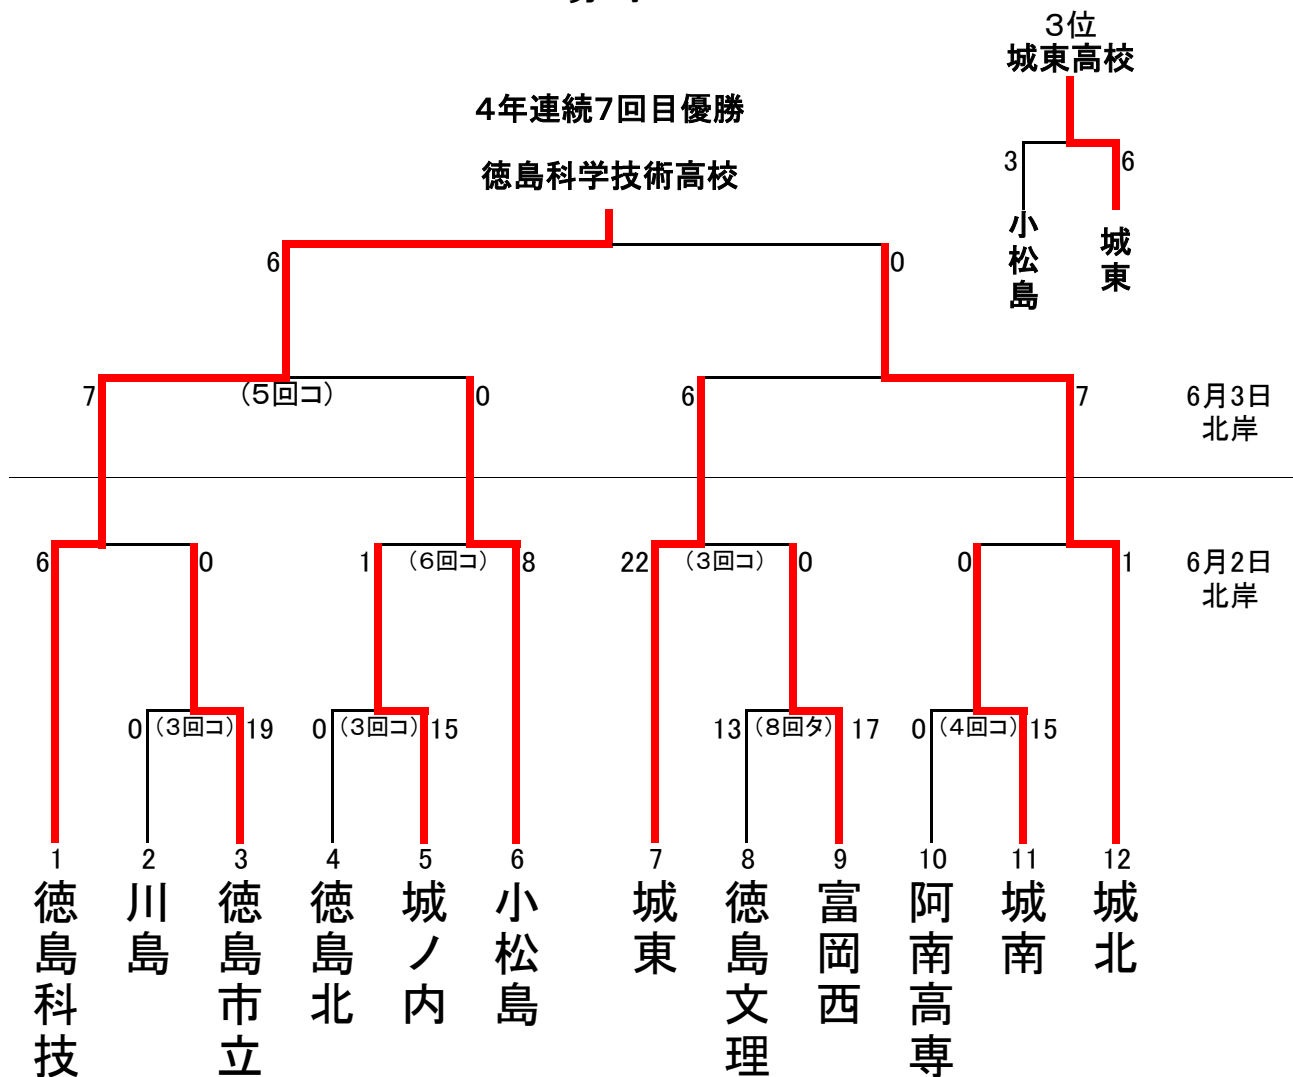 3位
城東高校
4年連続7回目優勝
徳島科学技術高校
3
6
小松島
城東
6
0
7
(5回コ)
0
6
7
6月3日
北岸
6
0
1
(6回コ)
8
22
(3回コ)
0
0
1
6月2日
北岸
0
(3回コ)
19
0
(3回コ)
15
13
(8回タ)
17
0
(4回コ)
15
1
2
3
4
5
6
7
8
9
10
11
12
徳島科技
川島
徳島市立
徳島北
城ノ内
小松島
城東
徳島文理
富岡西
阿南高専
城南
城北